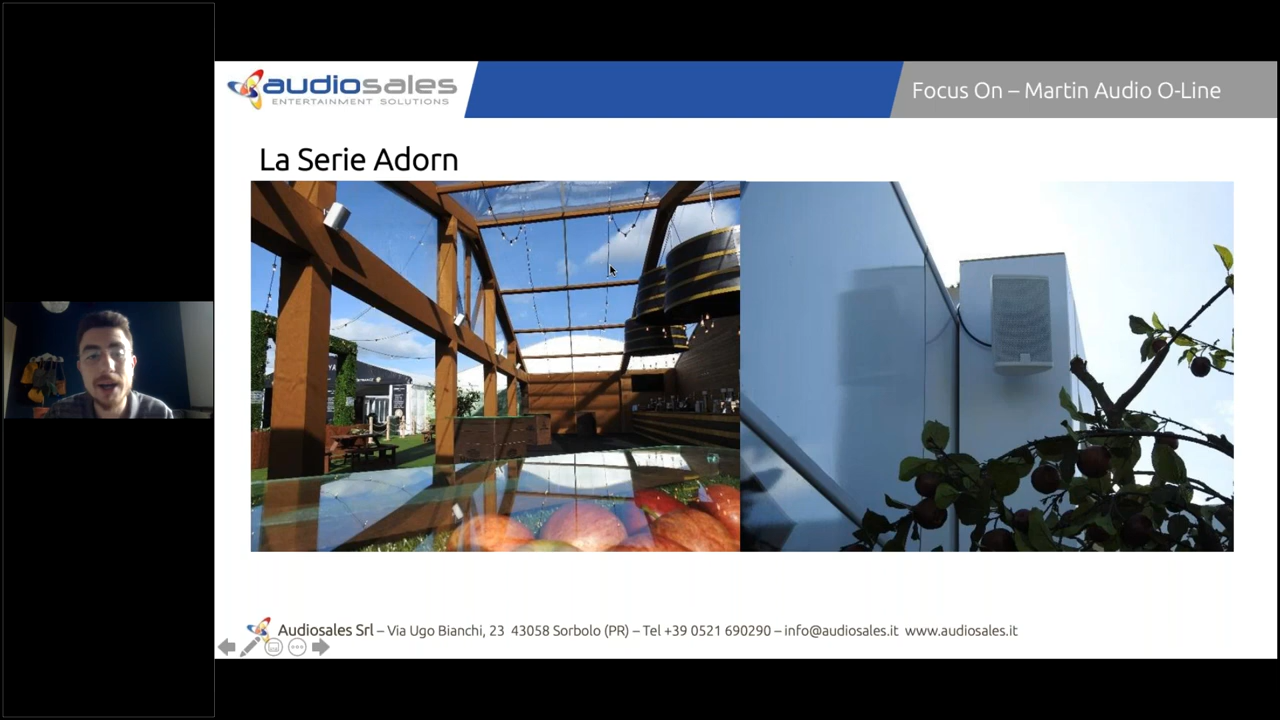 audiosales
ENTERTAINMENT SOLUTIONS
Focus On – Martin Audio O-Line
La Serie Adorn
Audiosales Srl – Via Ugo Bianchi, 23 43058 Sorbolo (PR) – Tel +39 0521 690290 – info@audiosales.it www.audiosales.it